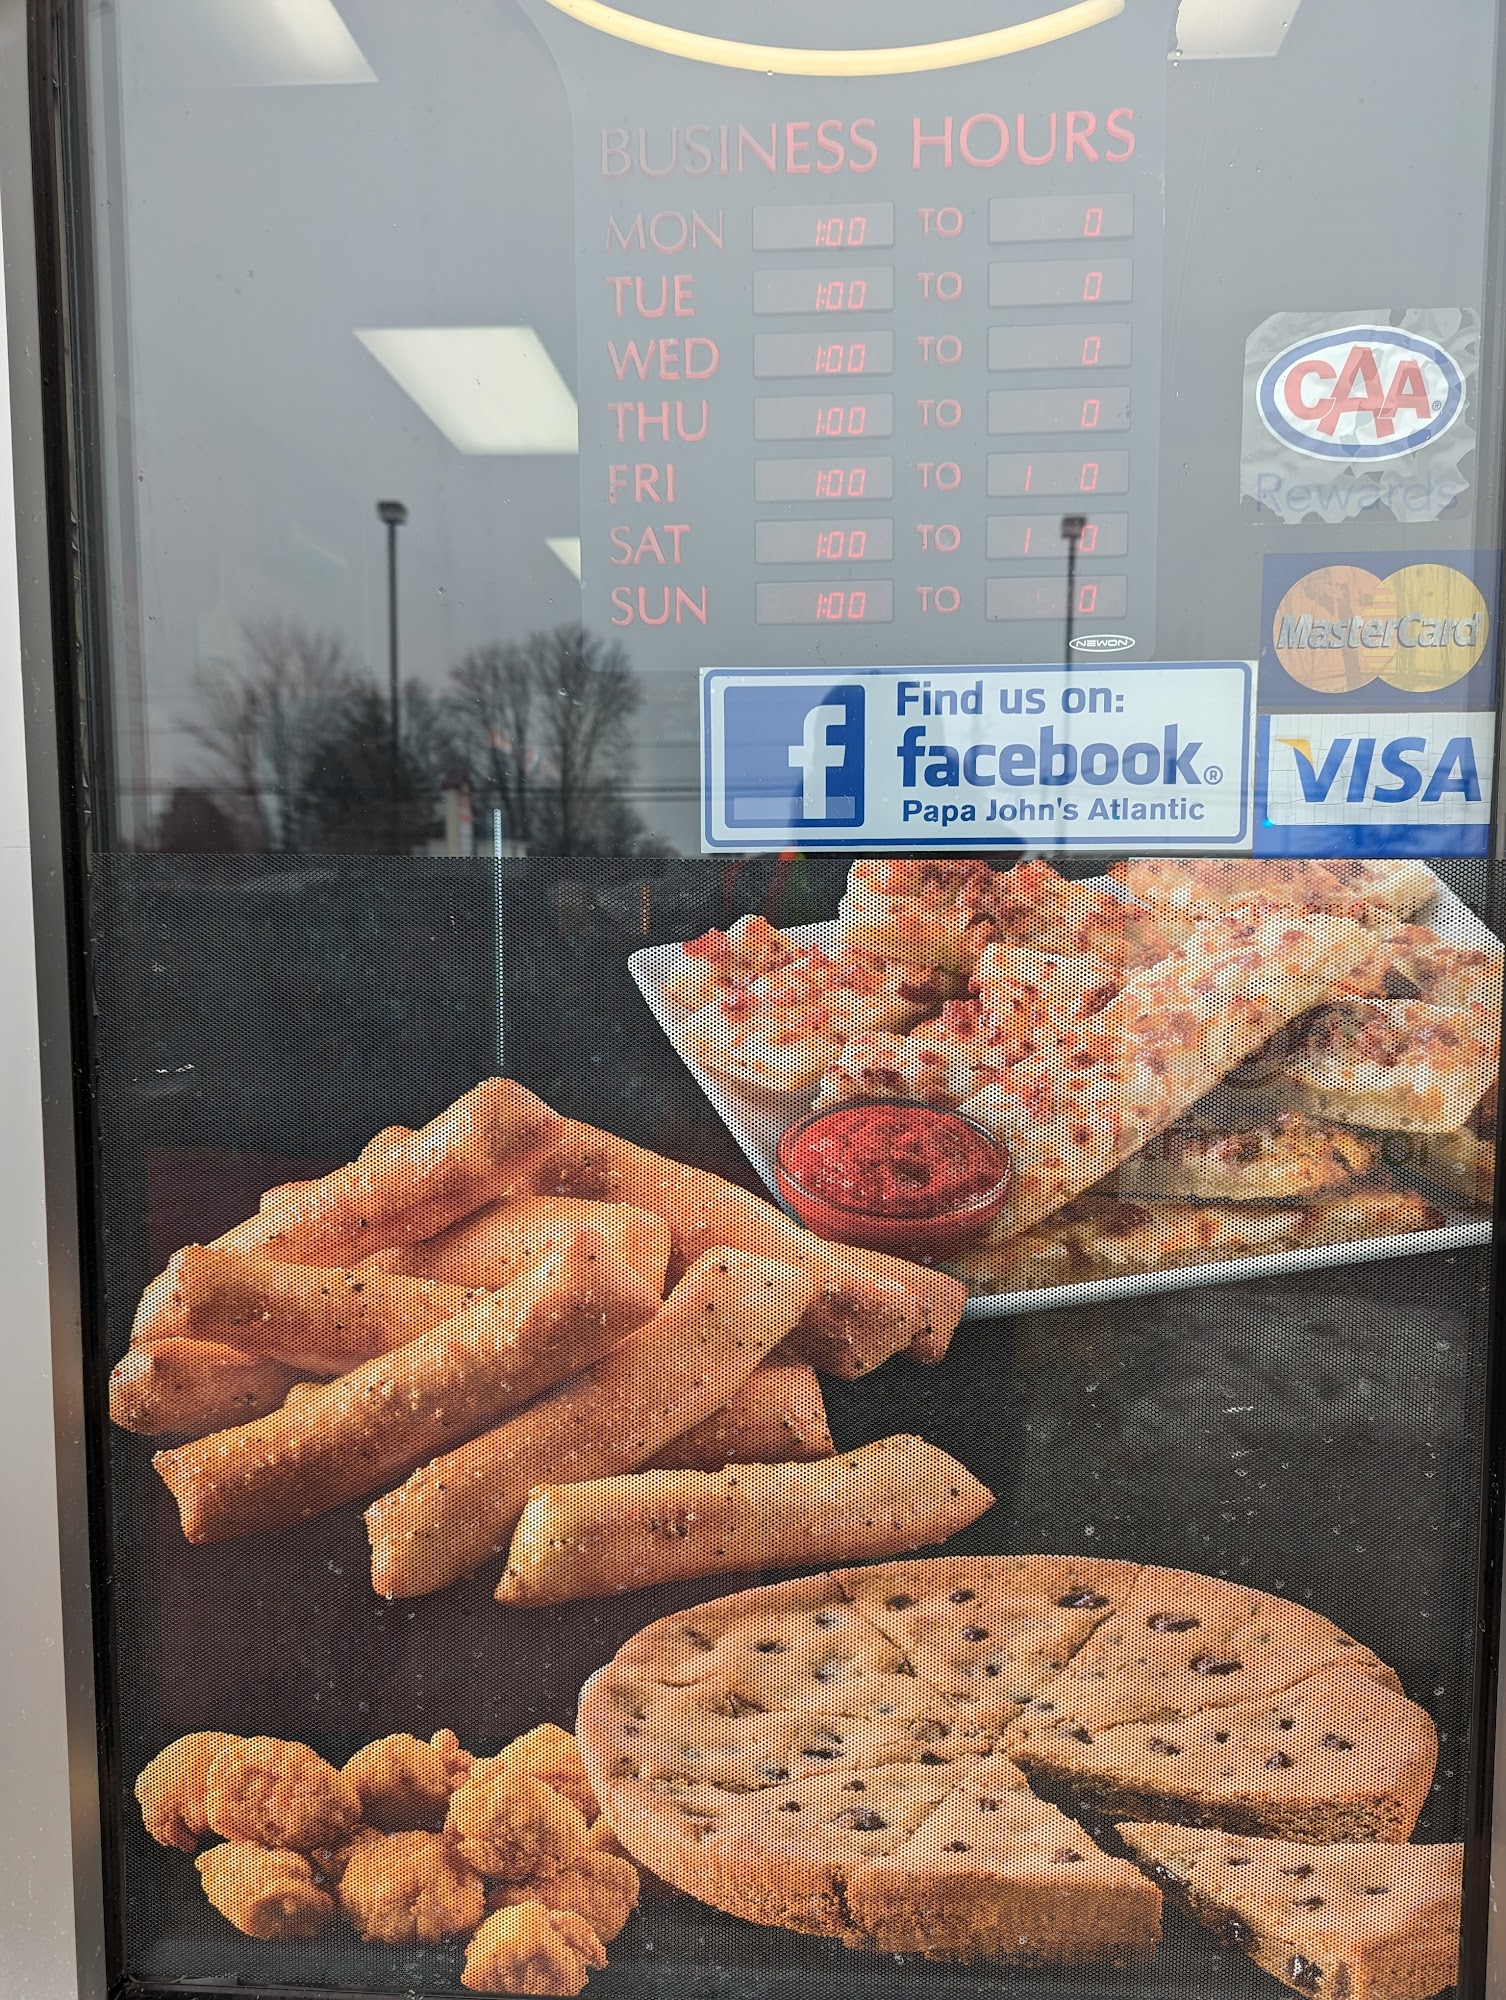 BUSINESS HOURS
MON 1:00 TO 0
TUE 1:00 TO 0
WED 1:00 TO 0
THU 1:00 TO 0
FRI 1:00 TO 1 0
SAT 1:00 TO 1 0
SUN 1:00 TO 0
NEWON
CAA®
Rewards
MasterCard
VISA
f
Find us on:
facebook®
Papa John's Atlantic